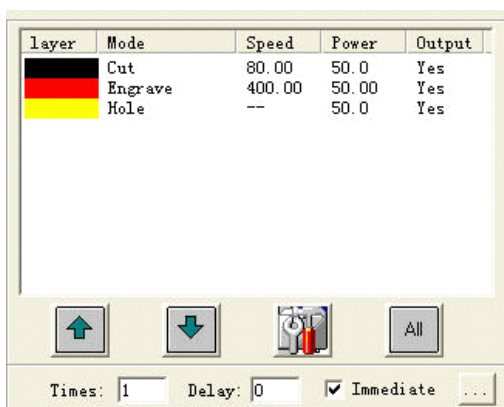 layer Mode Speed Power Output
Cut 80.00 50.0 Yes
Engrave 400.00 50.00 Yes
Hole -- 50.0 Yes
All
Times: 1 Delay: 0 Immediate ...